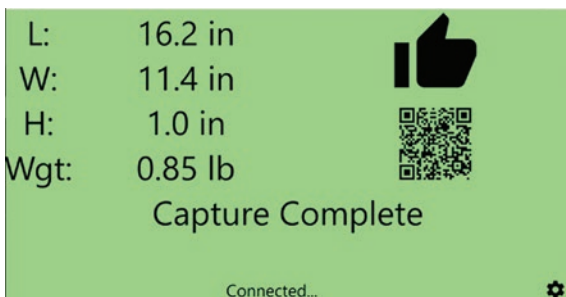 L: 16.2 in
W: 11.4 in
H: 1.0 in
Wgt: 0.85 lb
Capture Complete
Connected...